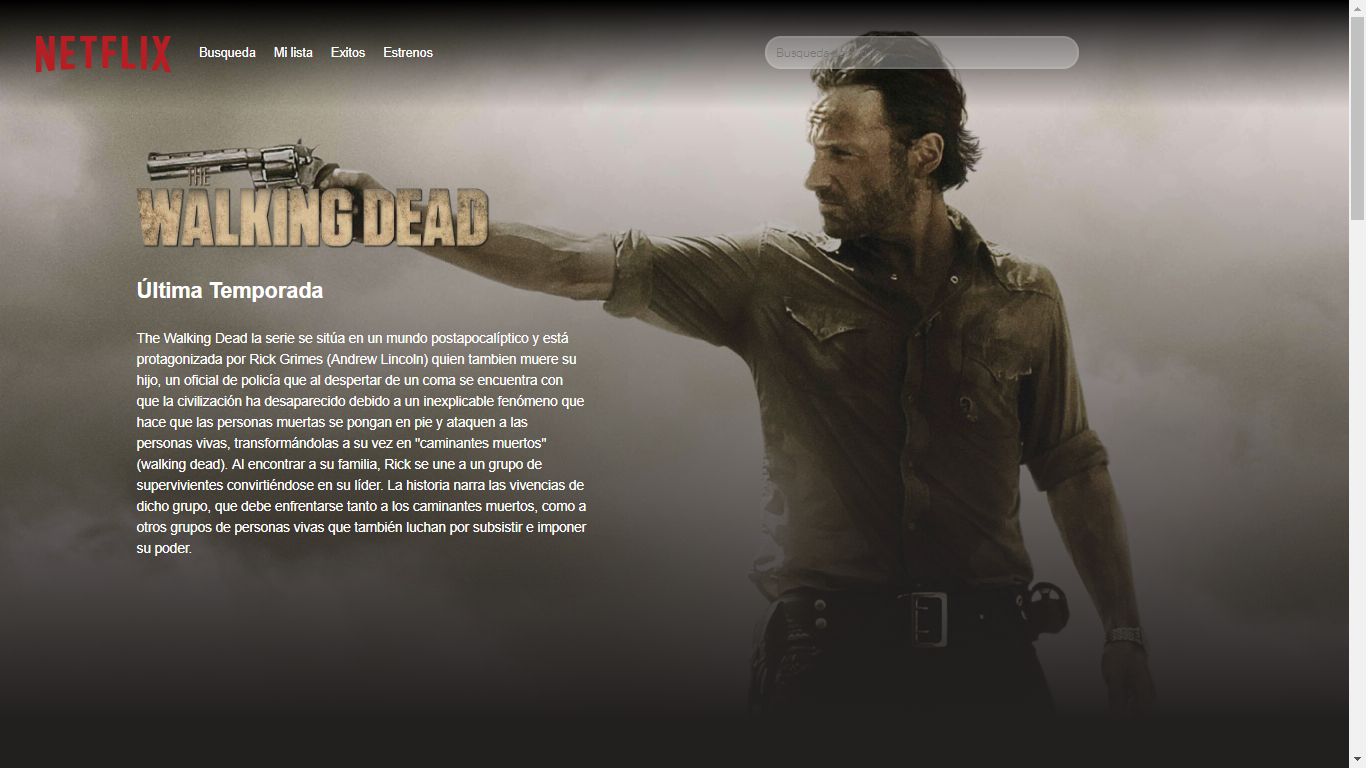 NETFLIX
Busqueda Mi lista Exitos Estrenos
Busqueda
THE
WALKING DEAD
Última Temporada
The Walking Dead la serie se sitúa en un mundo postapocalíptico y está
protagonizada por Rick Grimes (Andrew Lincoln) quien tambien muere su
hijo, un oficial de policía que al despertar de un coma se encuentra con
que la civilización ha desaparecido debido a un inexplicable fenómeno que
hace que las personas muertas se pongan en pie y ataquen a las
personas vivas, transformándolas a su vez en "caminantes muertos"
(walking dead). Al encontrar a su familia, Rick se une a un grupo de
supervivientes convirtiéndose en su líder. La historia narra las vivencias de
dicho grupo, que debe enfrentarse tanto a los caminantes muertos, como a
otros grupos de personas vivas que también luchan por subsistir e imponer
su poder.